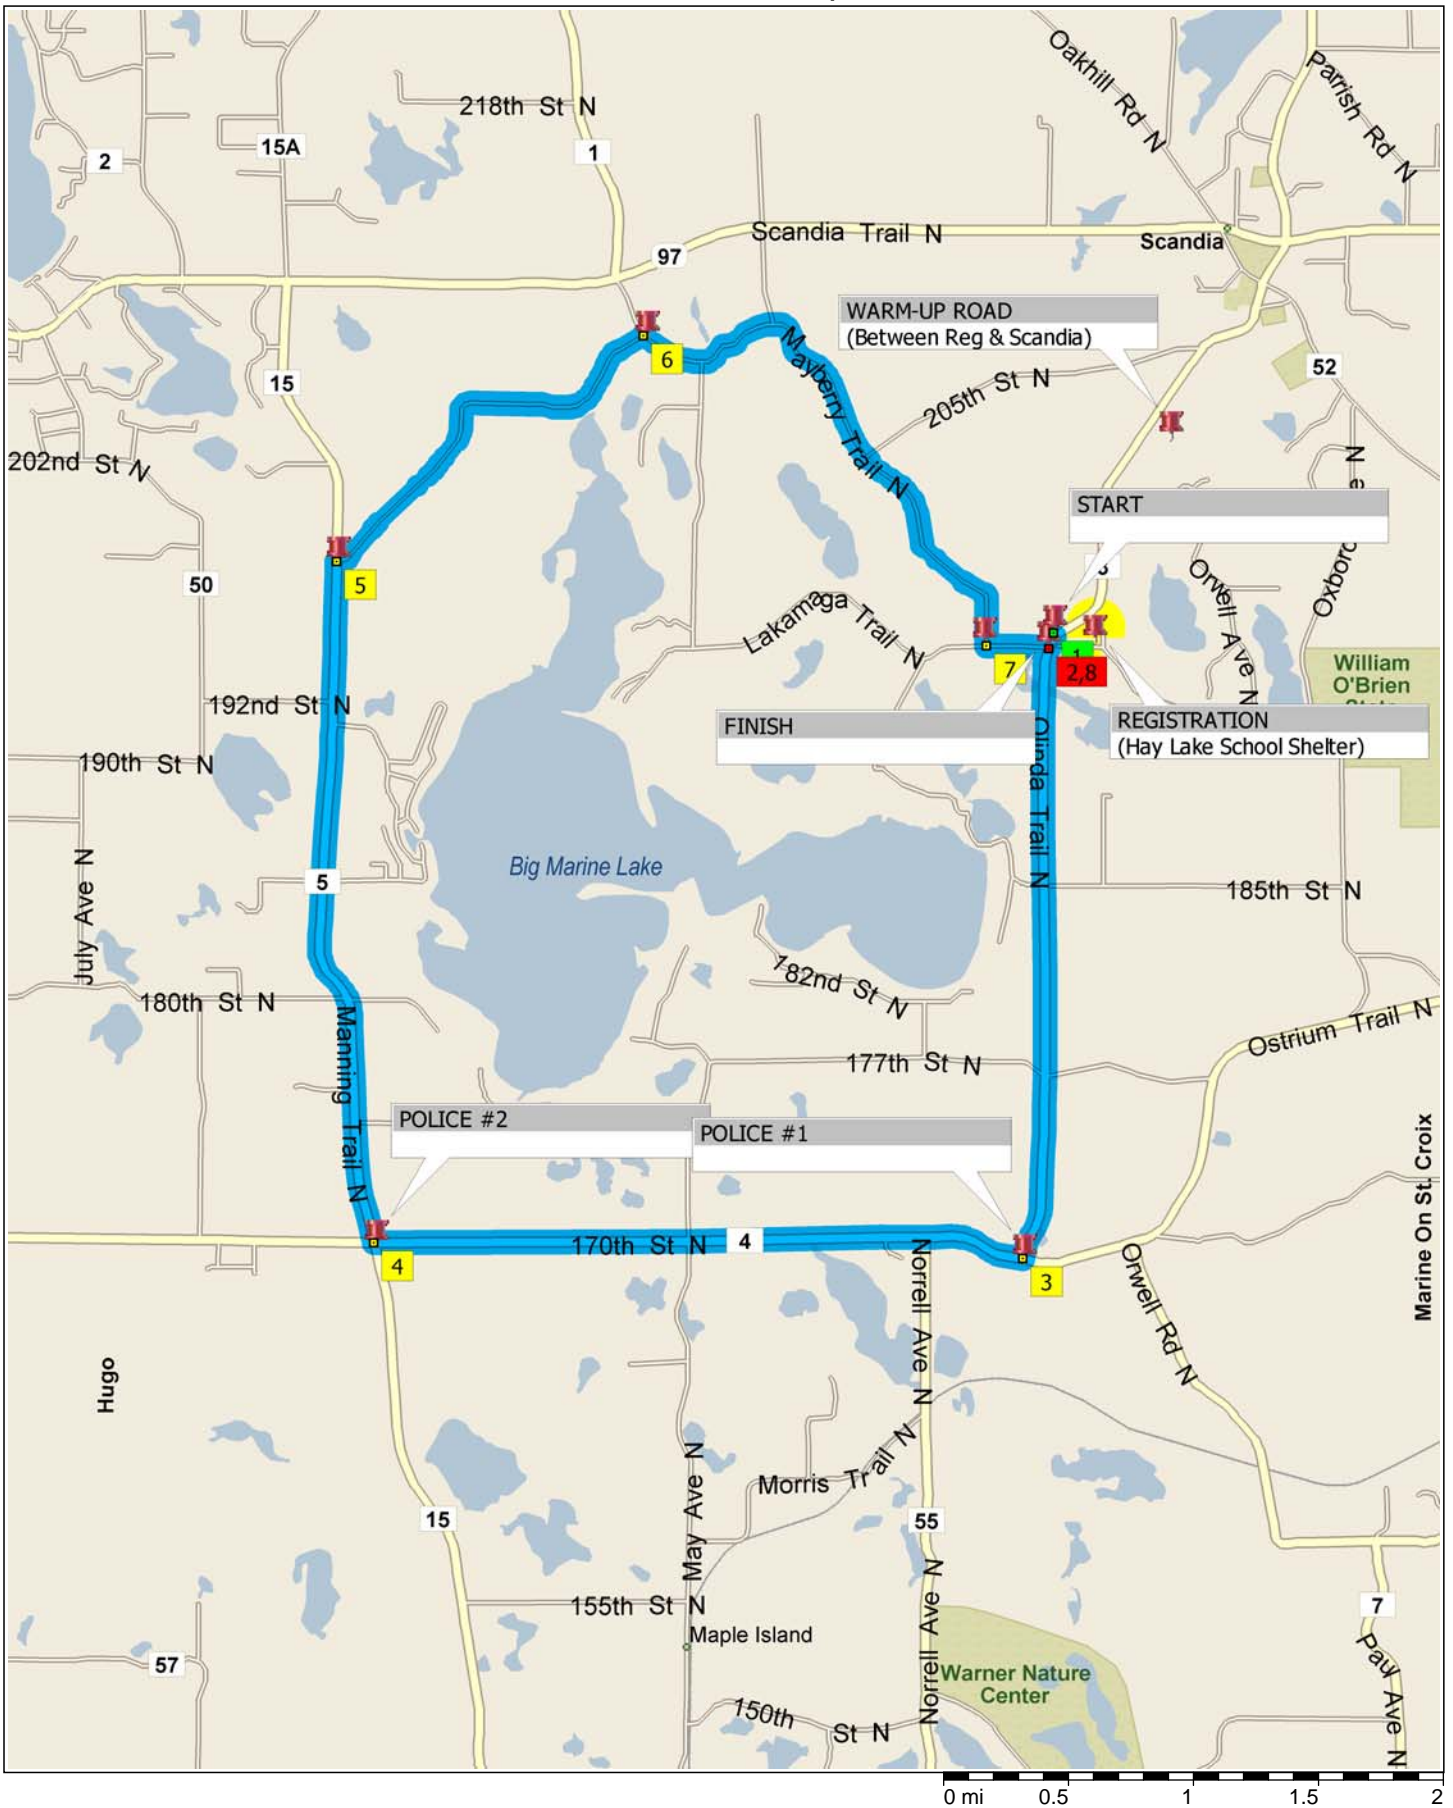 Oakhill Rd N
Parrish Rd N
218th St N
15A
1
2
Scandia Trail N
Scandia
97
WARM-UP ROAD
(Between Reg & Scandia)
6
Mayberry Trail N
52
15
205th St N
202nd St N
N
START
5
50
Orwell Ave N
Lakamaga Trail N
1
7
2,8
William
O'Brien
192nd St N
FINISH
REGISTRATION
(Hay Lake School Shelter)
Olinda Trail N
190th St N
Big Marine Lake
5
185th St N
July Ave N
182nd St N
180th St N
Ostrium Trail N
Manning Trail N
177th St N
POLICE #2
POLICE #1
Marine On St. Croix
170th St N
4
4
3
Norrell Ave N
Orwell Rd N
Hugo
Morris Trail N
May Ave N
15
55
155th St N
Maple Island
Norrell Ave N
7
57
Paul Ave N
Warner Nature
Center
150th St N
0 mi 0.5 1 1.5 2